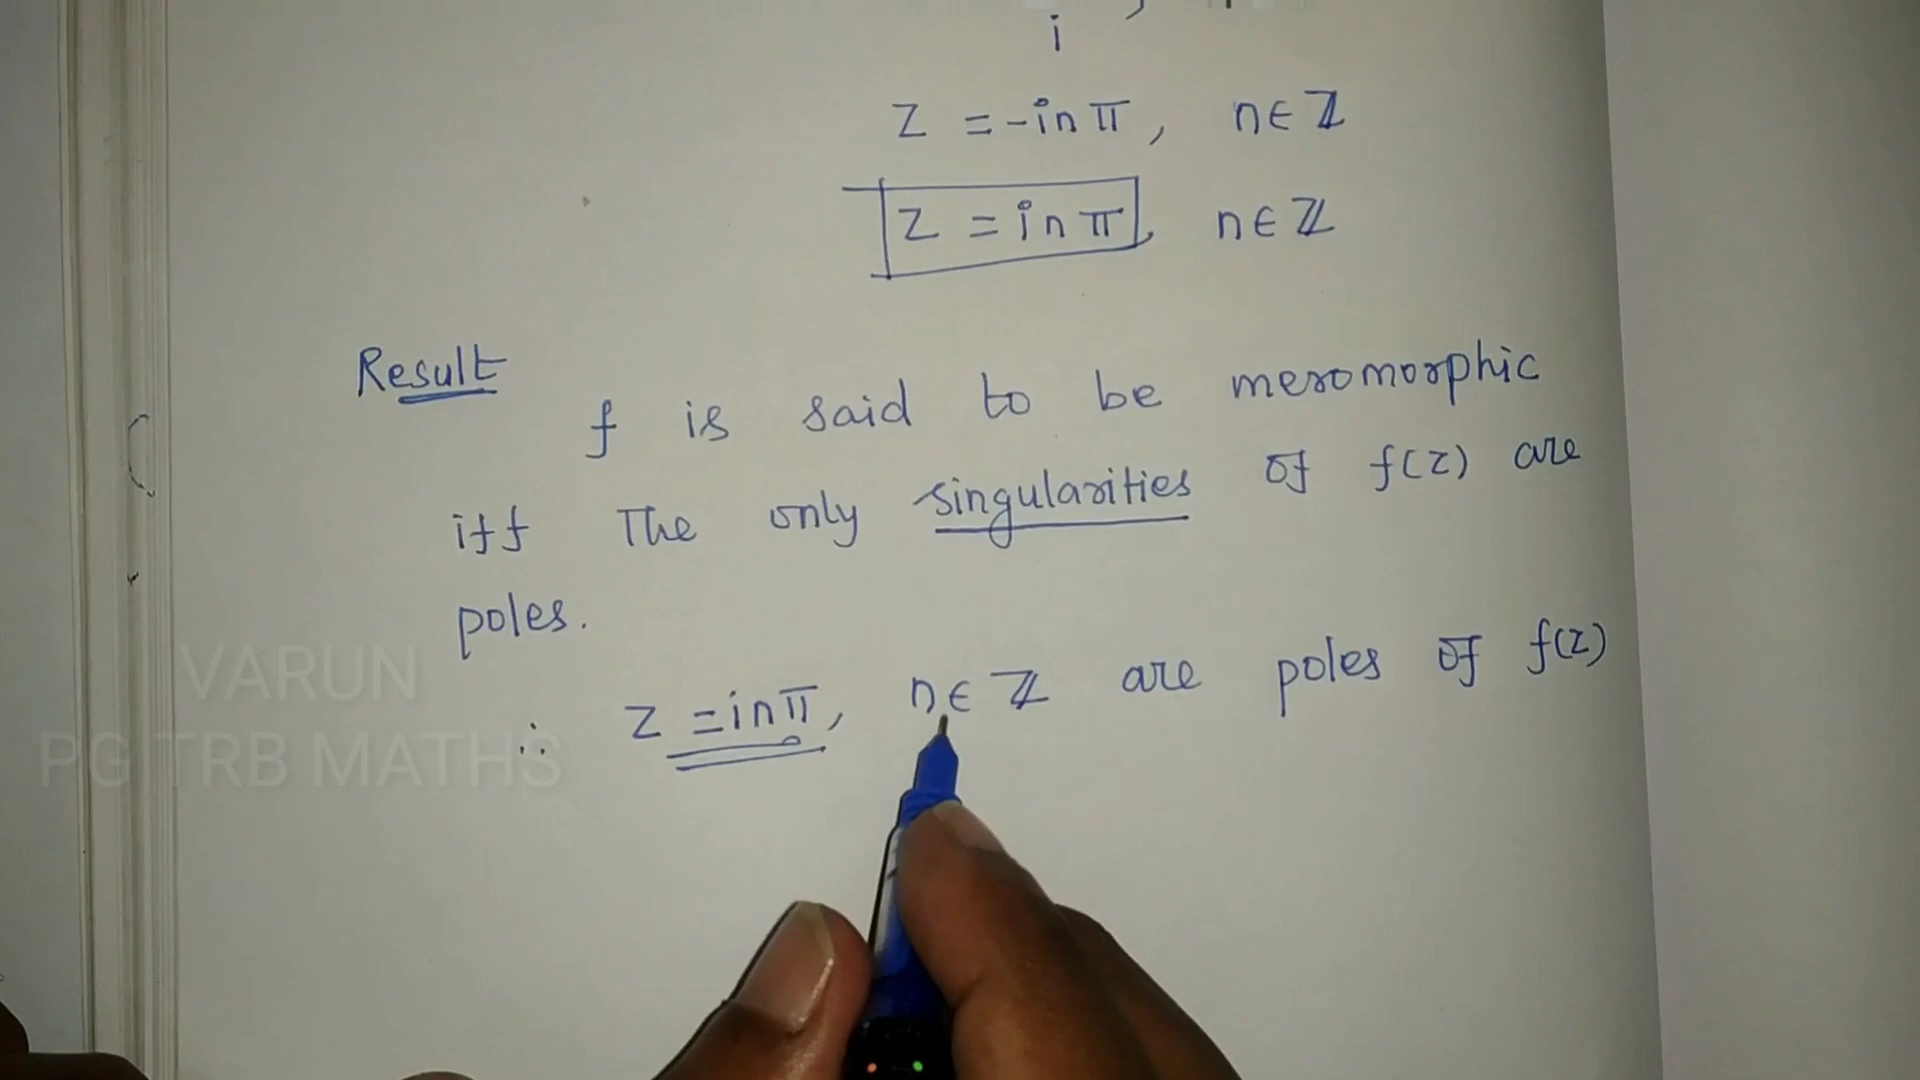 i
Z = -inπ, n∈ℤ
Z = inπ, n∈ℤ
Result
f is said to be meromorphic
iff The only singularities of f(z) are
poles.
∴ Z = inπ, n∈ℤ are poles of f(z)
VARUN
PG TRB MATHS